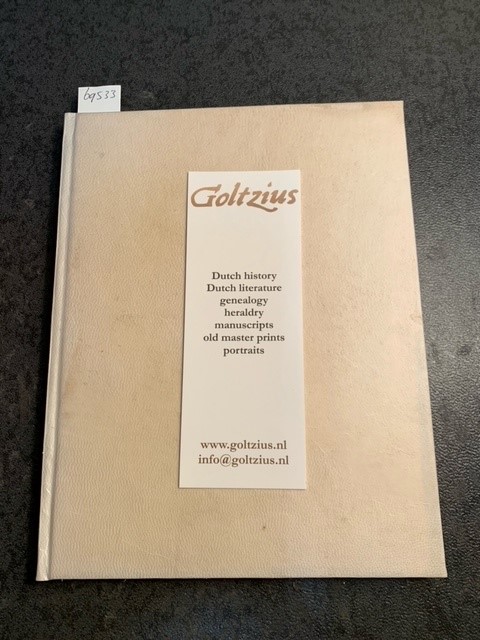 69533
Goltzius
Dutch history
Dutch literature
genealogy
heraldry
manuscripts
old master prints
portraits
www.goltzius.nl
info@goltzius.nl